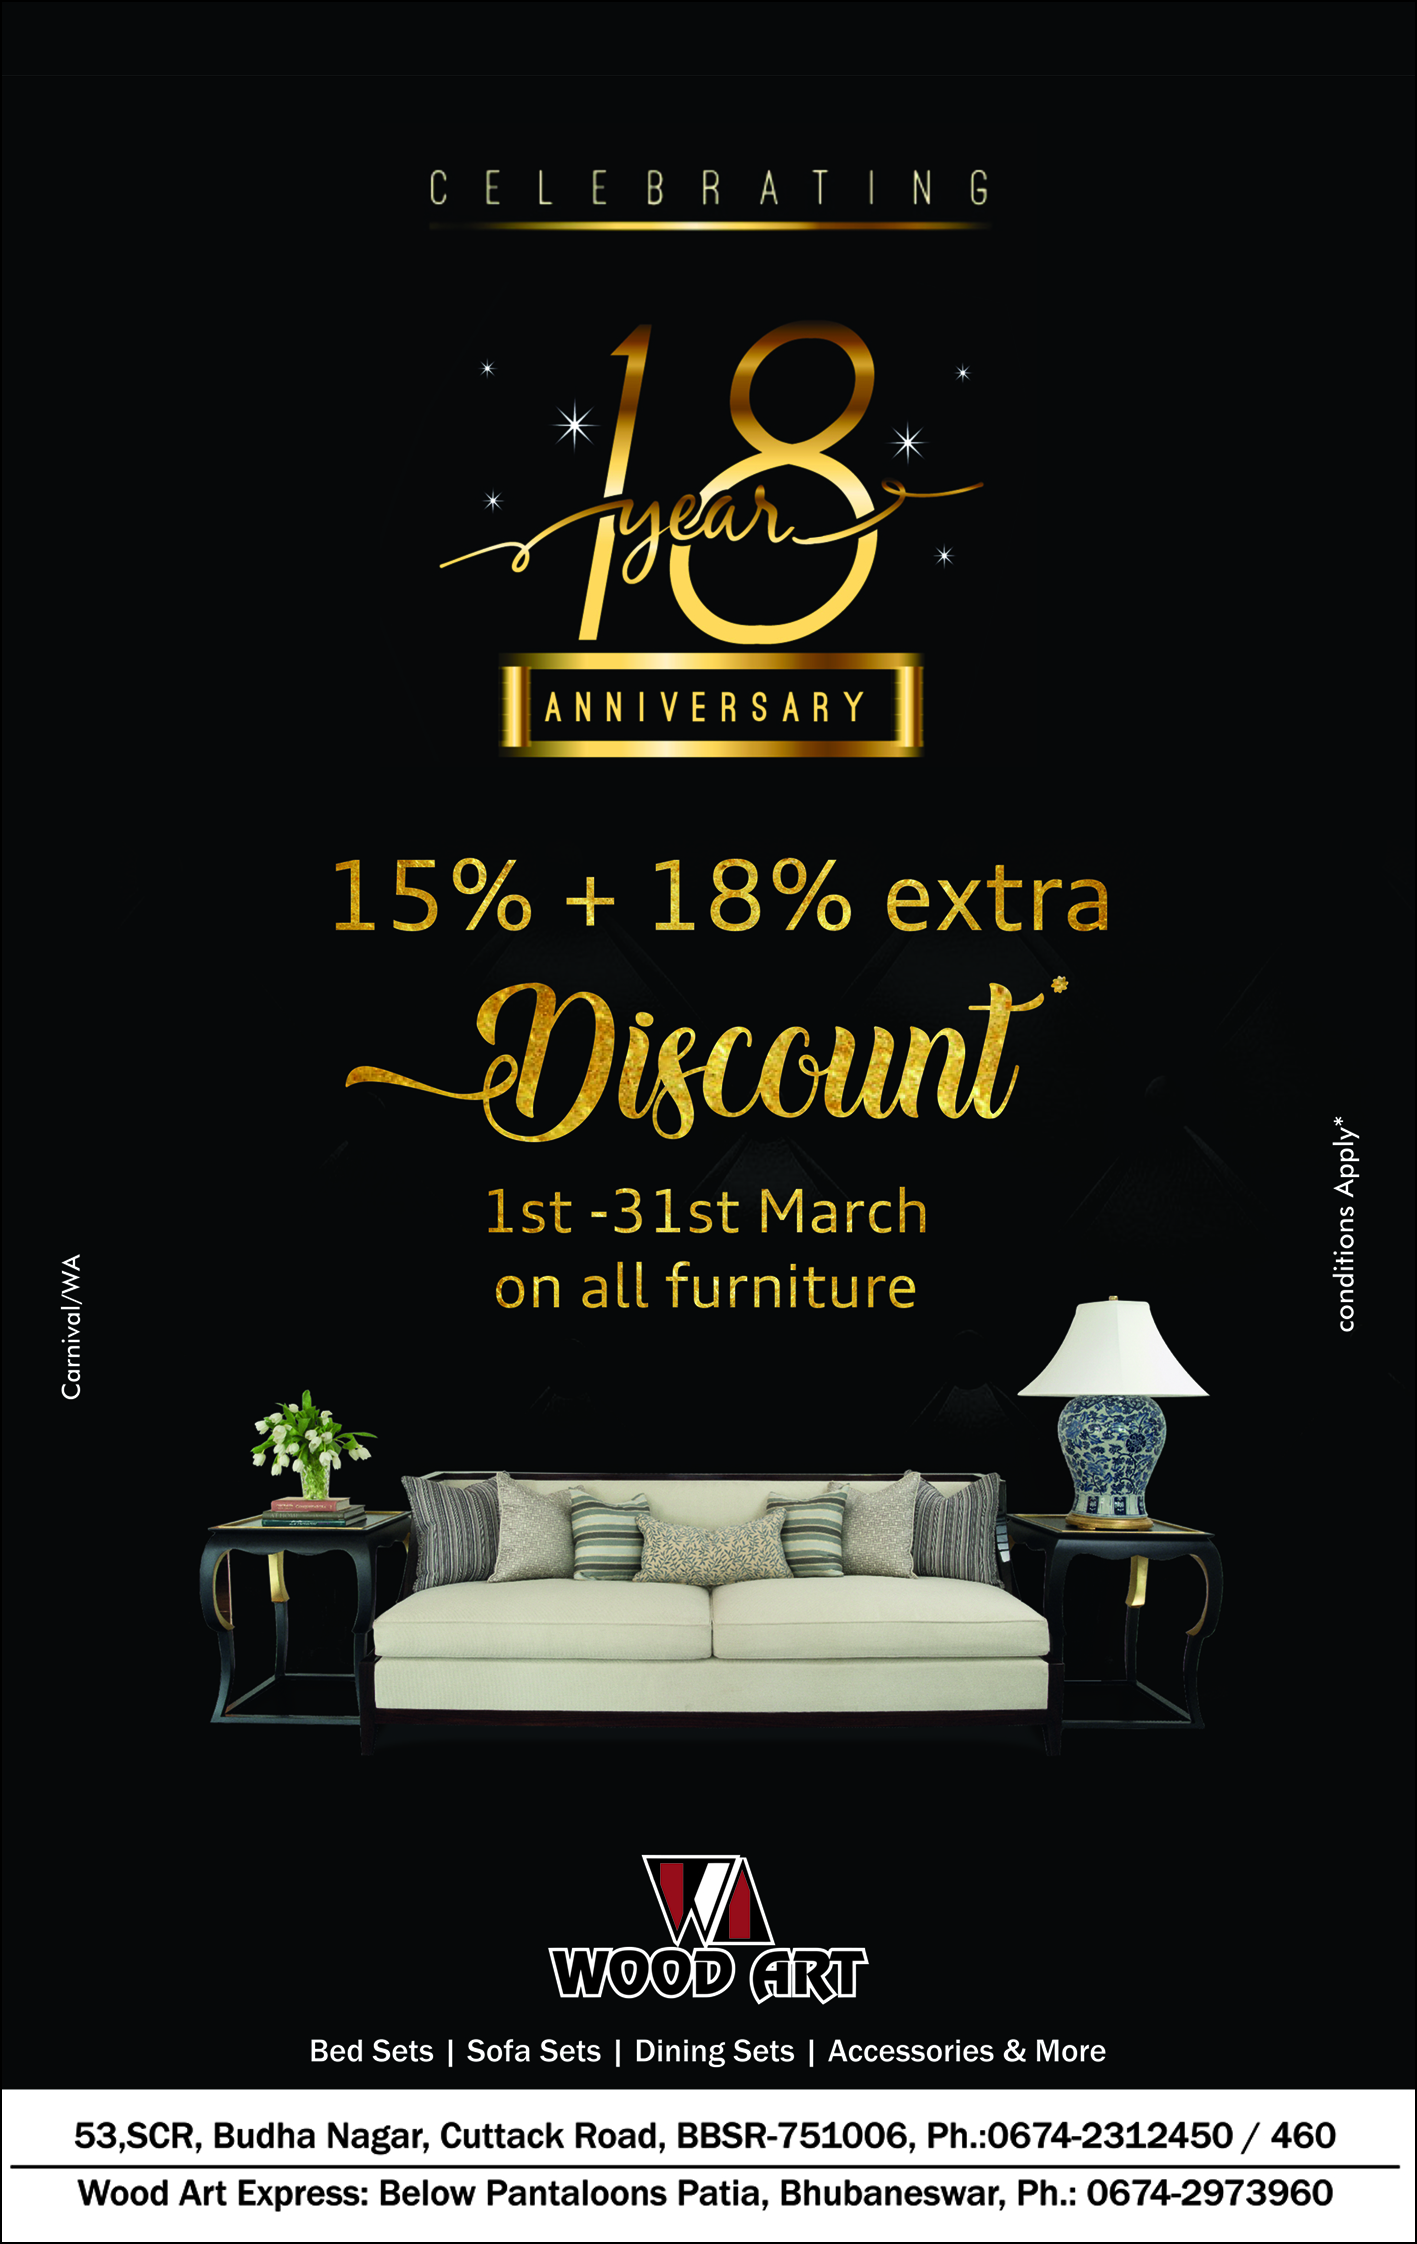 CELEBRATING
18
year
ANNIVERSARY
15% + 18% extra
Discount*
1st -31st March
on all furniture
conditions Apply*
Carnival/WA
WA
WOOD ART
Bed Sets | Sofa Sets | Dining Sets | Accessories & More
53,SCR, Budha Nagar, Cuttack Road, BBSR-751006, Ph.:0674-2312450 / 460
Wood Art Express: Below Pantaloons Patia, Bhubaneswar, Ph.: 0674-2973960